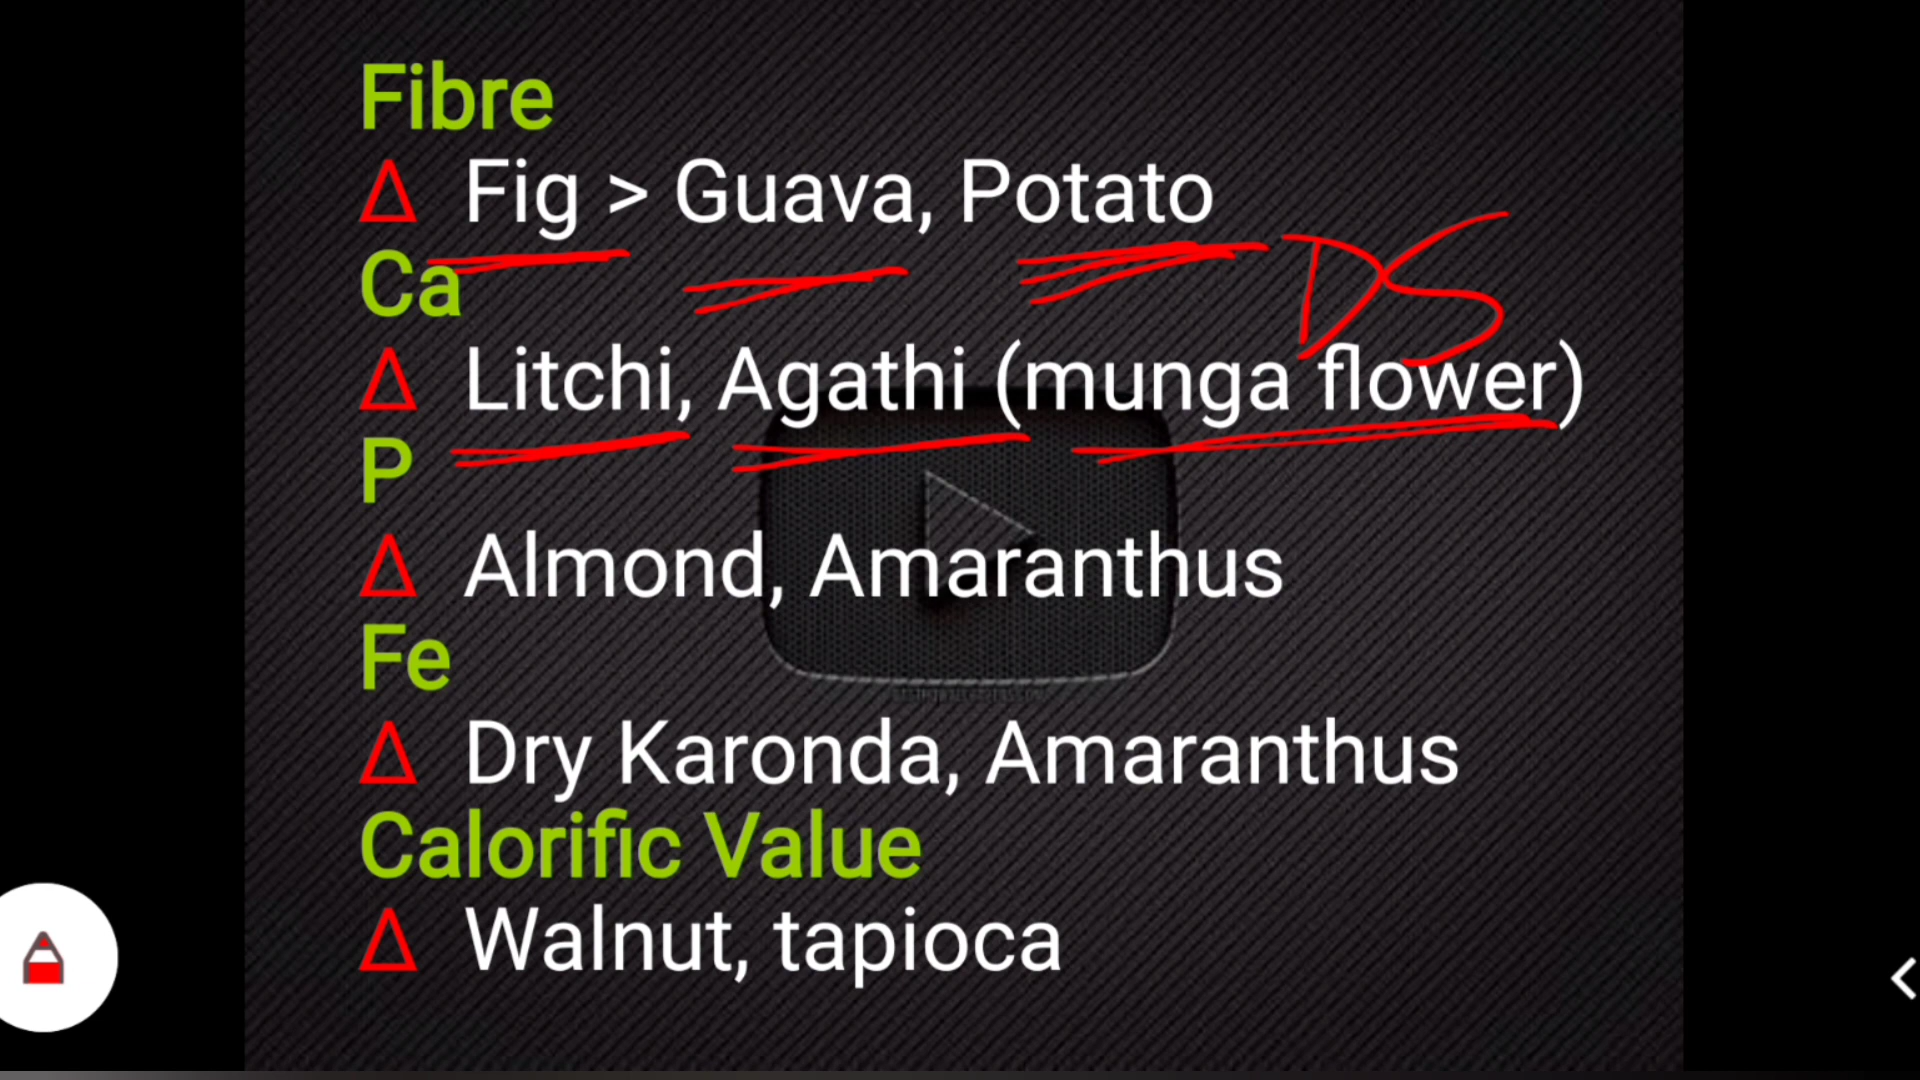 Fibre
Δ Fig > Guava, Potato
DS
Ca
Δ Litchi, Agathi (munga flower)
P
Δ Almond, Amaranthus
Fe
Δ Dry Karonda, Amaranthus
Calorific Value
Δ Walnut, tapioca